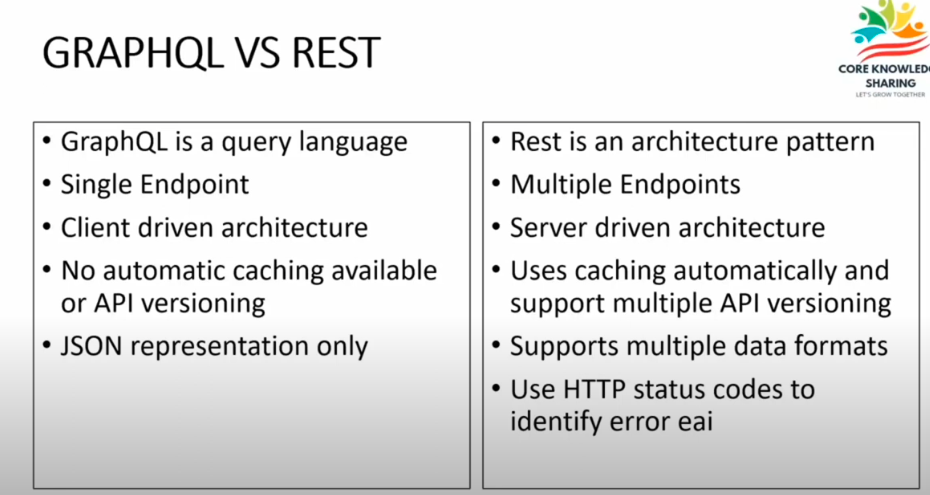 GRAPHQL VS REST
CORE KNOWLEDG
SHARING
LET'S GROW TOGETHER
• GraphQL is a query language
• Single Endpoint
• Client driven architecture
• No automatic caching available
or API versioning
• JSON representation only
• Rest is an architecture pattern
• Multiple Endpoints
• Server driven architecture
• Uses caching automatically and
support multiple API versioning
• Supports multiple data formats
• Use HTTP status codes to
identify error eai